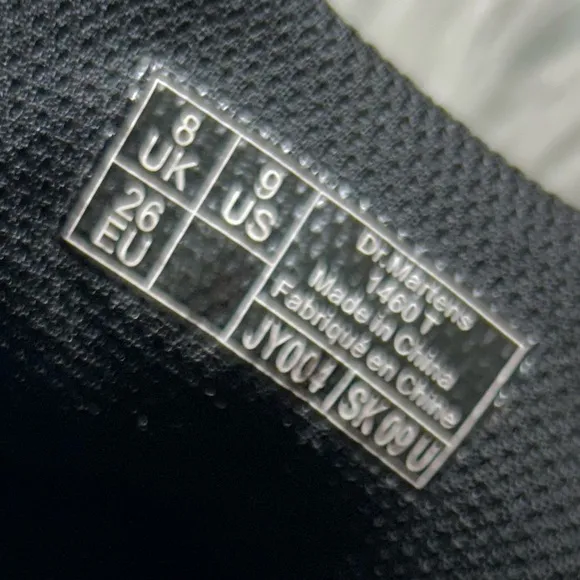 8
UK
9
US
26
EU
Dr.Martens
1460 T
Made in China
Fabriqué en Chine
JY004 SK09U